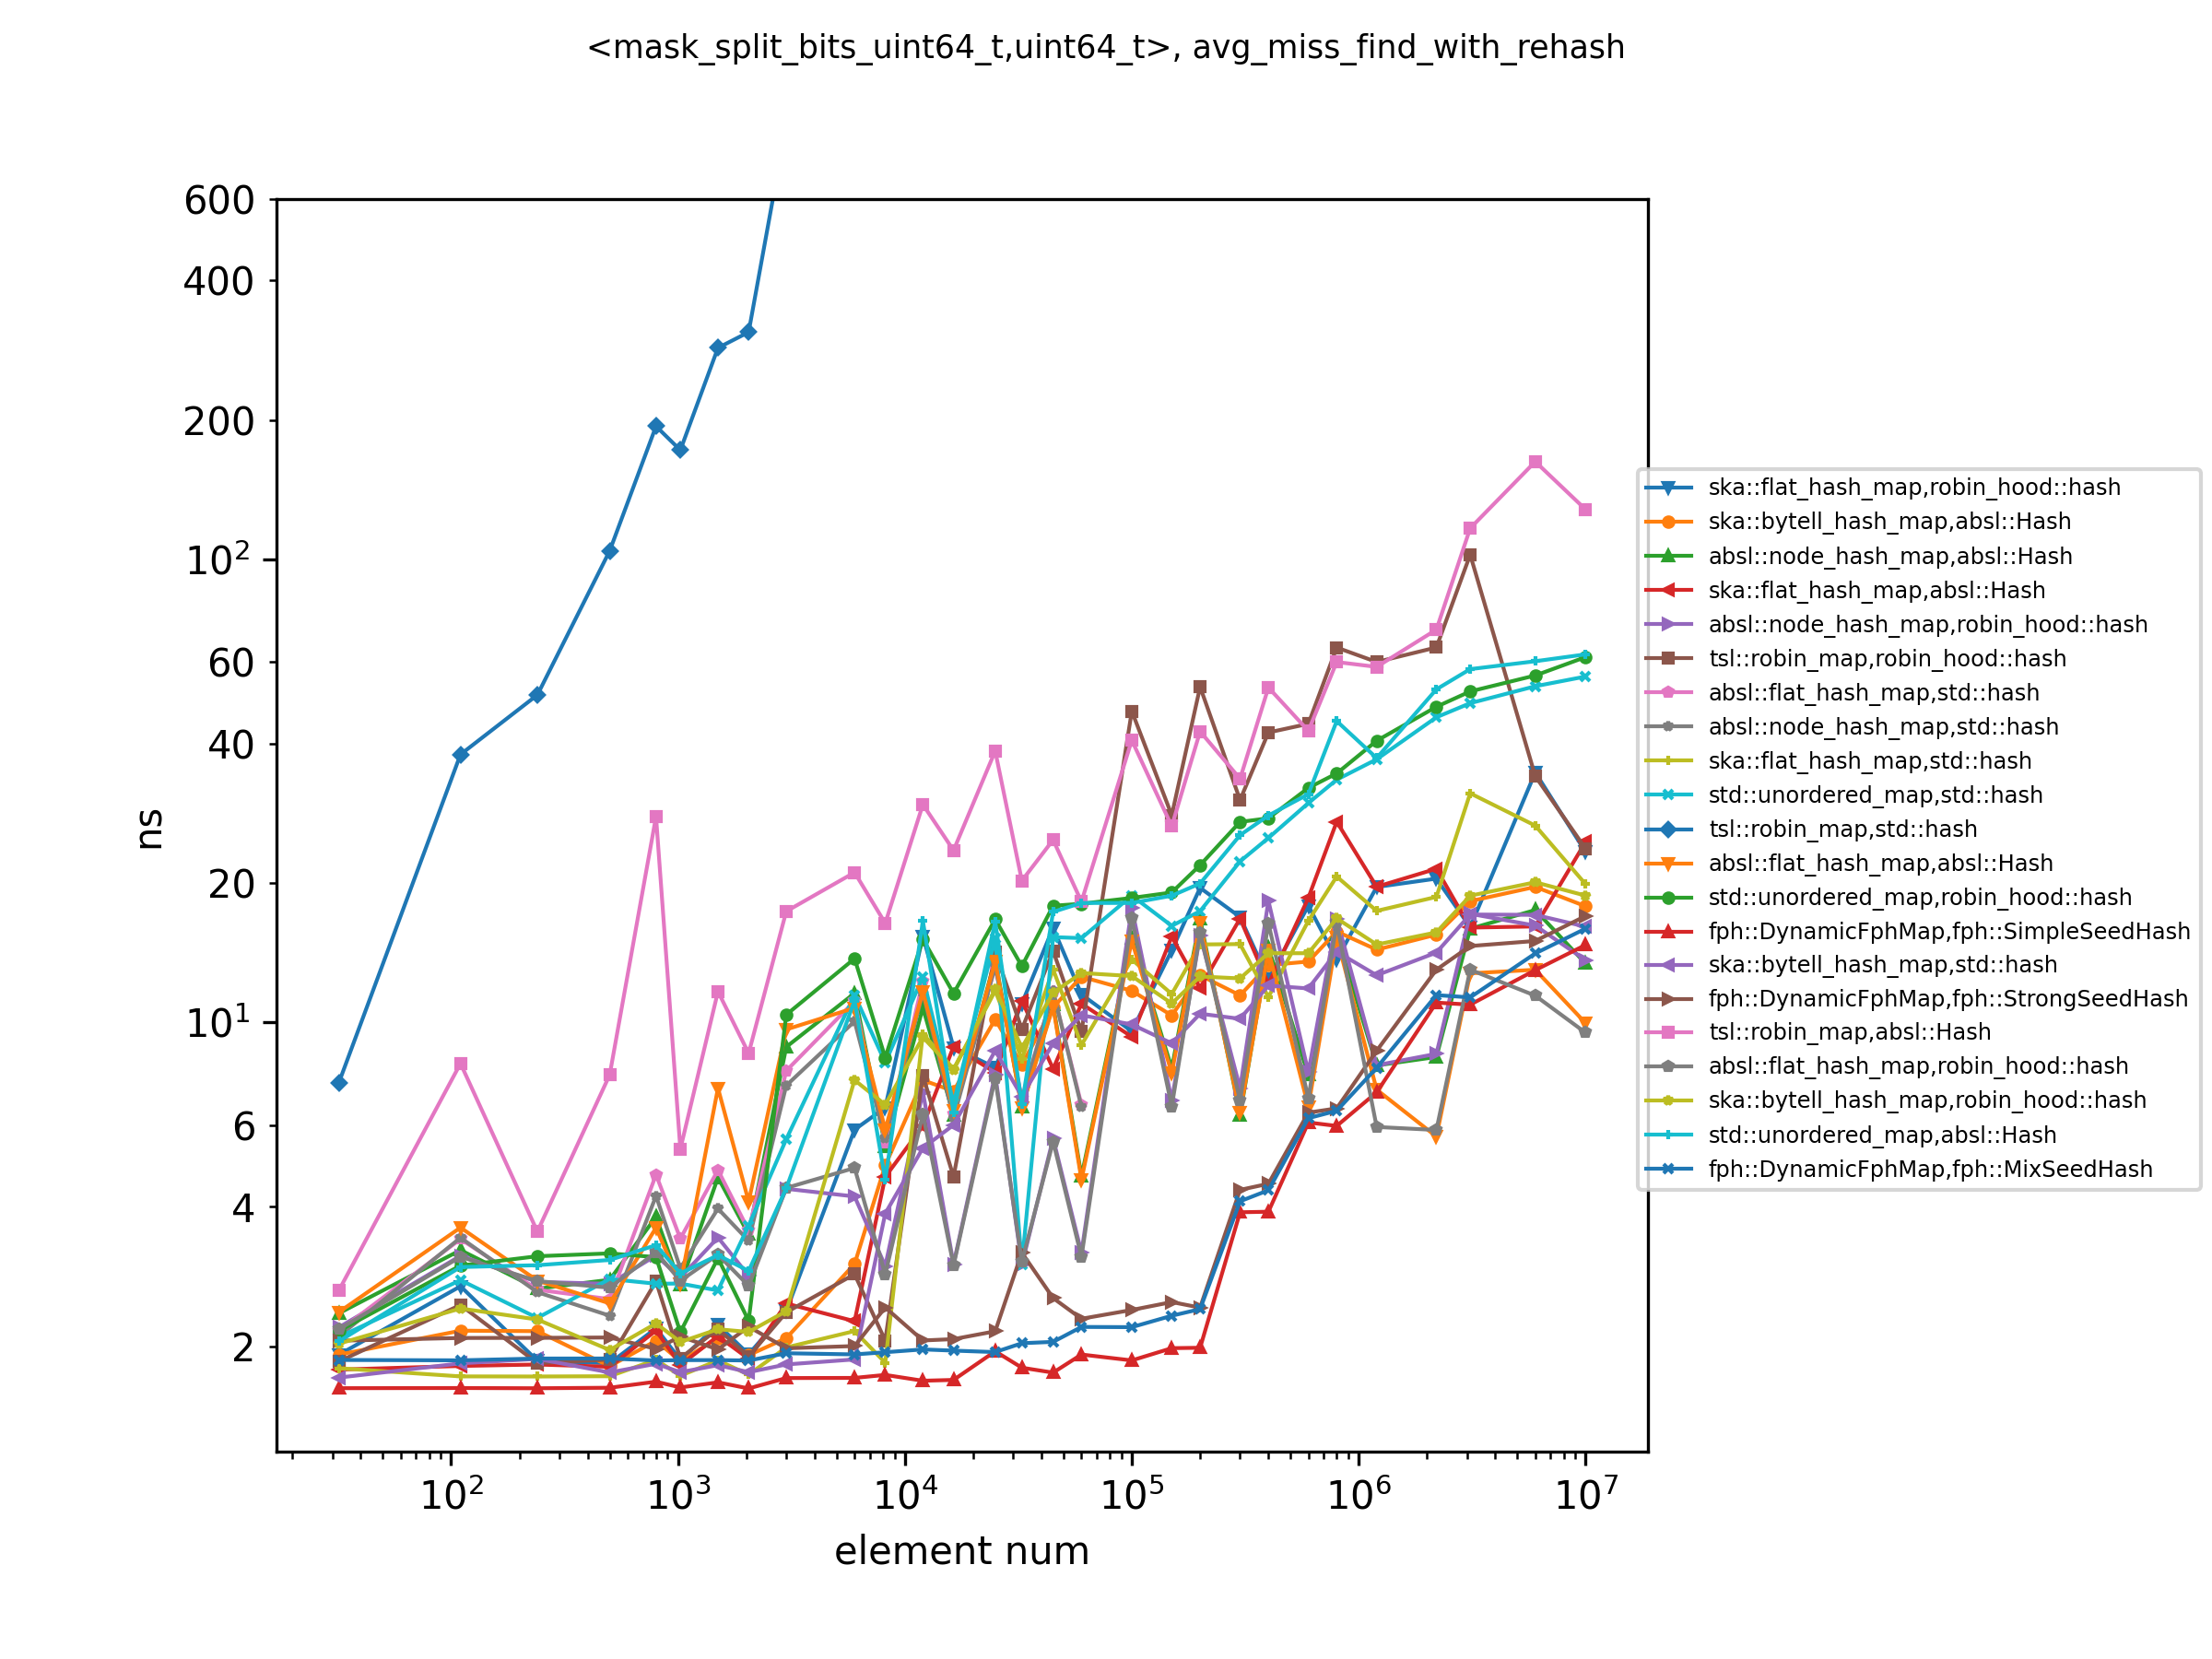 <mask_split_bits_uint64_t,uint64_t>, avg_miss_find_with_rehash
600
400
200
10²
60
40
20
10¹
6
4
2
ns
10²
10³
10⁴
10⁵
10⁶
10⁷
element num
ska::flat_hash_map,robin_hood::hash
ska::bytell_hash_map,absl::Hash
absl::node_hash_map,absl::Hash
ska::flat_hash_map,absl::Hash
absl::node_hash_map,robin_hood::hash
tsl::robin_map,robin_hood::hash
absl::flat_hash_map,std::hash
absl::node_hash_map,std::hash
ska::flat_hash_map,std::hash
std::unordered_map,std::hash
tsl::robin_map,std::hash
absl::flat_hash_map,absl::Hash
std::unordered_map,robin_hood::hash
fph::DynamicFphMap,fph::SimpleSeedHash
ska::bytell_hash_map,std::hash
fph::DynamicFphMap,fph::StrongSeedHash
tsl::robin_map,absl::Hash
absl::flat_hash_map,robin_hood::hash
ska::bytell_hash_map,robin_hood::hash
std::unordered_map,absl::Hash
fph::DynamicFphMap,fph::MixSeedHash